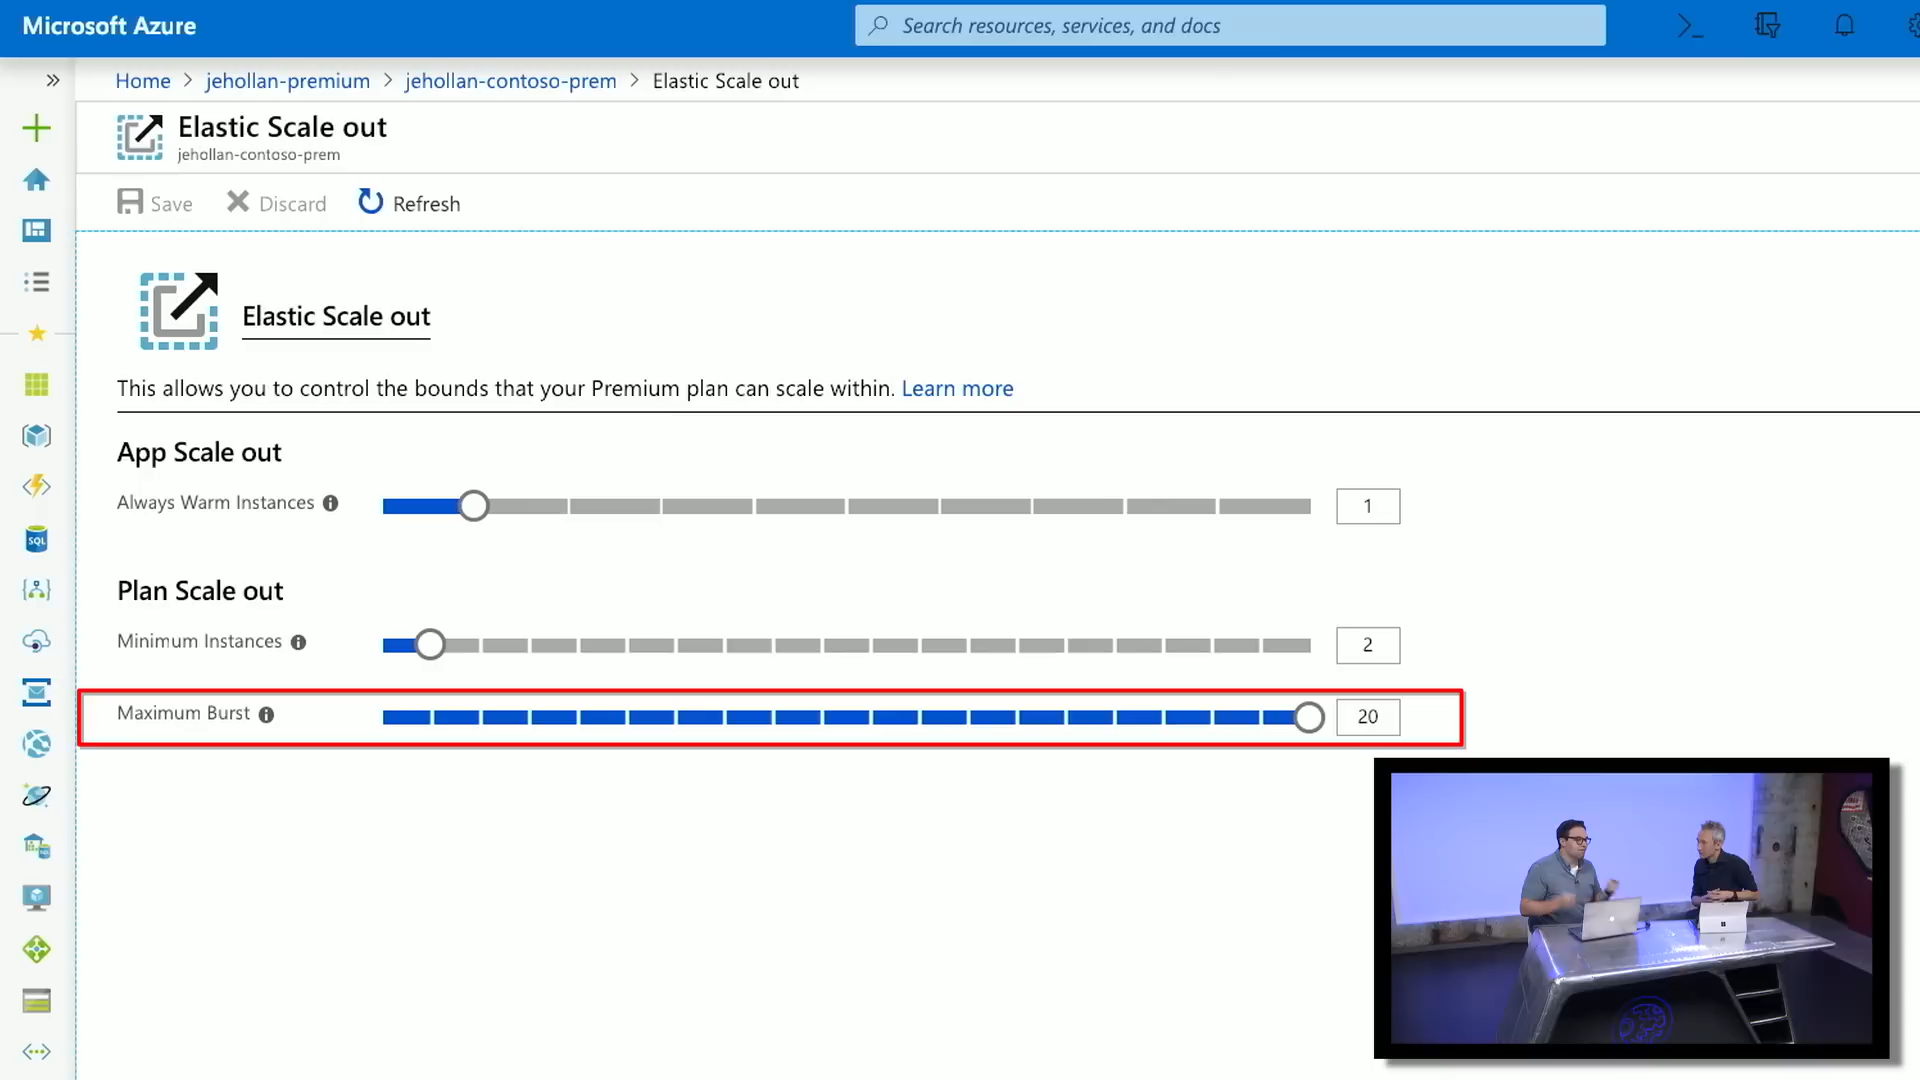 Microsoft Azure
Search resources, services, and docs
Home > jehollan-premium > jehollan-contoso-prem > Elastic Scale out
Elastic Scale out
jehollan-contoso-prem
Save Discard Refresh
Elastic Scale out
This allows you to control the bounds that your Premium plan can scale within. Learn more
App Scale out
Always Warm Instances 1
Plan Scale out
Minimum Instances 2
Maximum Burst 20
SQL